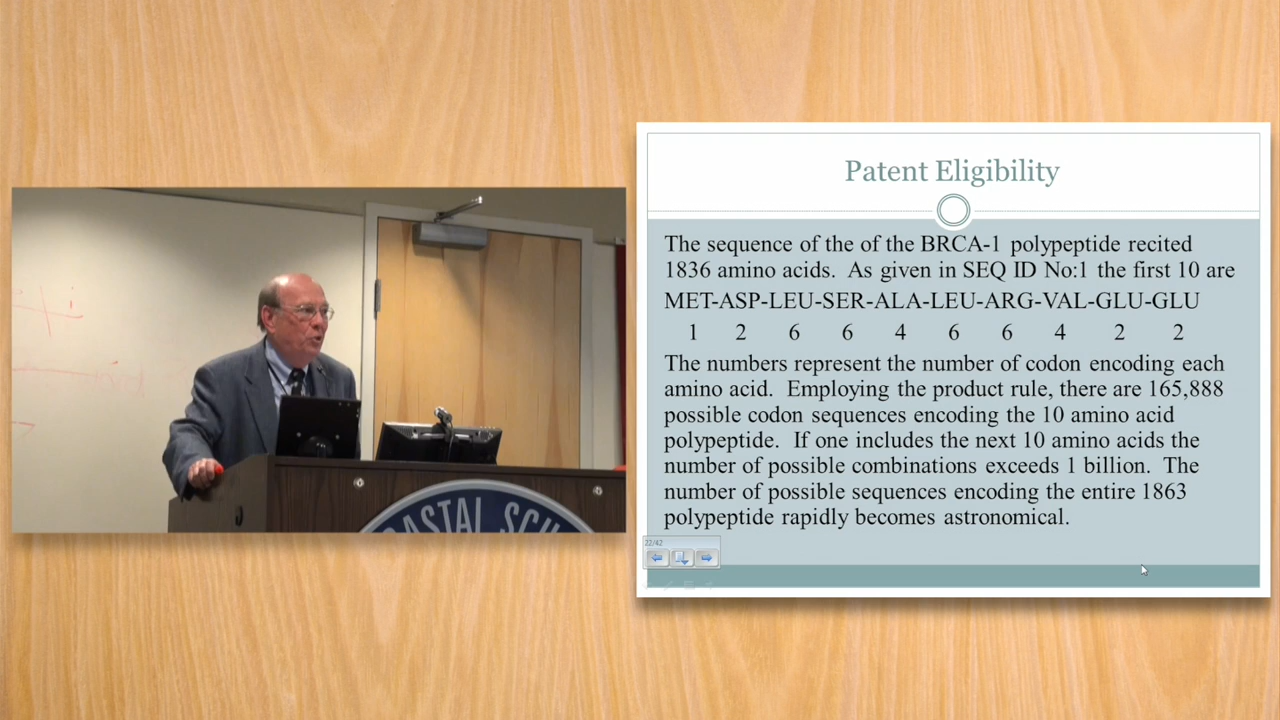 Patent Eligibility
The sequence of the of the BRCA-1 polypeptide recited
1836 amino acids. As given in SEQ ID No:1 the first 10 are
MET-ASP-LEU-SER-ALA-LEU-ARG-VAL-GLU-GLU
1 2 6 6 4 6 6 4 2 2
The numbers represent the number of codon encoding each
amino acid. Employing the product rule, there are 165,888
possible codon sequences encoding the 10 amino acid
polypeptide. If one includes the next 10 amino acids the
number of possible combinations exceeds 1 billion. The
number of possible sequences encoding the entire 1863
polypeptide rapidly becomes astronomical.
22/42